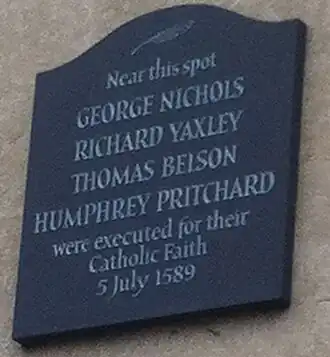 Near this spot
GEORGE NICHOLS
RICHARD YAXLEY
THOMAS BELSON
HUMPHREY PRITCHARD
were executed for their
Catholic Faith
5 July 1589